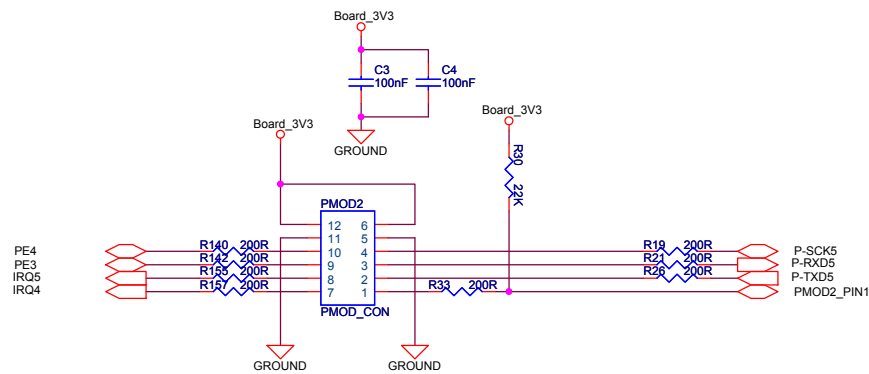 Board_3V3
C3
100nF
C4
100nF
Board_3V3
Board_3V3
GROUND
R30
22K
PMOD2
12 6
11 5
PE4 R140 200R 10 4 R19 200R P-SCK5
PE3 R142 200R 9 3 R21 200R P-RXD5
IRQ5 R155 200R 8 2 R26 200R P-TXD5
IRQ4 R157 200R 7 1 R33 200R PMOD2_PIN1
PMOD_CON
GROUND GROUND